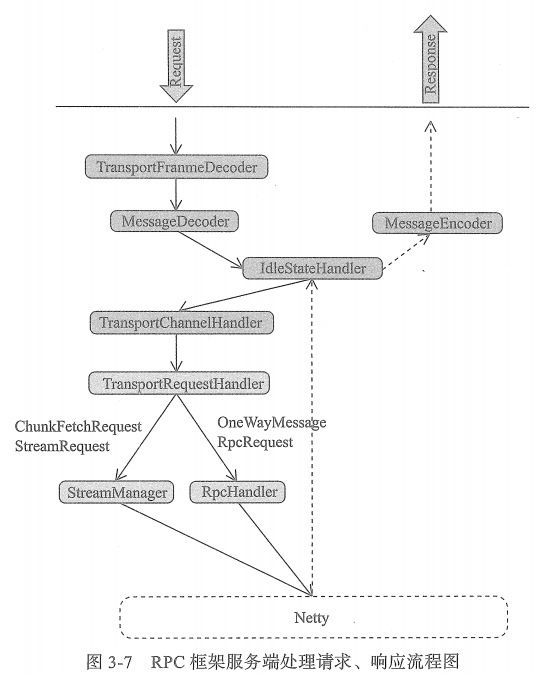 Request
Response
TransportFranmeDecoder
MessageDecoder
MessageEncoder
IdleStateHandler
TransportChannelHandler
TransportRequestHandler
ChunkFetchRequest
StreamRequest
OneWayMessage
RpcRequest
StreamManager
RpcHandler
Netty
图 3-7 RPC 框架服务端处理请求、响应流程图